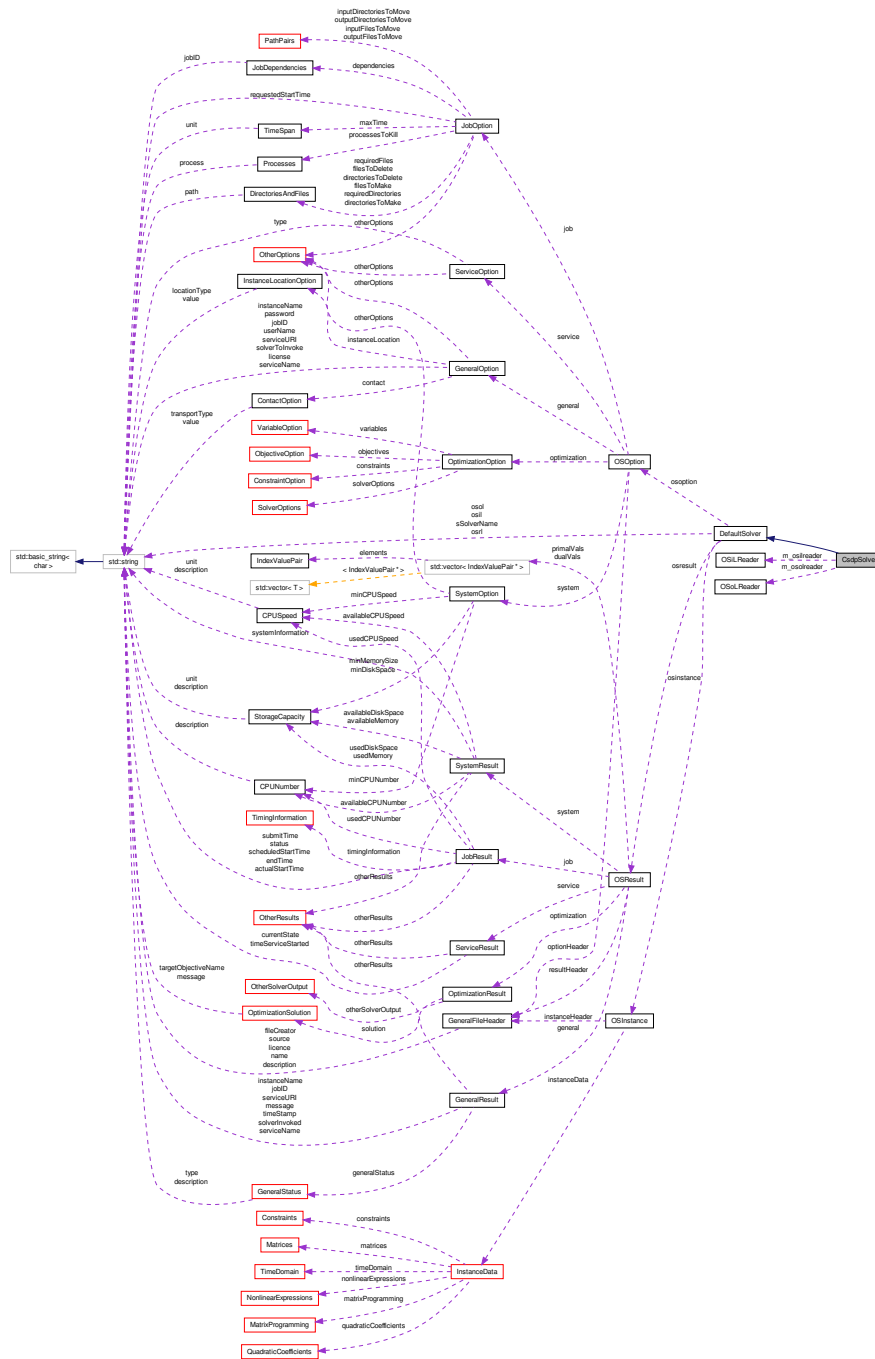 inputDirectoriesToMove
outputDirectoriesToMove
inputFilesToMove
outputFilesToMove
PathPairs
jobID
JobDependencies
dependencies
requestedStartTime
unit
TimeSpan
maxTime
processesToKill
JobOption
process
Processes
path
DirectoriesAndFiles
requiredFiles
filesToDelete
directoriesToDelete
filesToMake
requiredDirectories
directoriesToMake
job
type
otherOptions
OtherOptions
otherOptions
ServiceOption
locationType
value
InstanceLocationOption
otherOptions
instanceName
password
jobID
userName
serviceURI
solverToInvoke
license
serviceName
otherOptions
instanceLocation
service
GeneralOption
contact
general
transportType
value
ContactOption
VariableOption
variables
ObjectiveOption
objectives
OptimizationOption
optimization
OSOption
ConstraintOption
constraints
solverOptions
SolverOptions
osoption
osol
osil
sSolverName
osrl
DefaultSolver
std::basic_string<
char >
std::string
IndexValuePair
elements
std::vector< IndexValuePair * >
primalVals
dualVals
osresult
OSiLReader
m_osilreader
m_osolreader
CsdpSolver
unit
description
< IndexValuePair * >
std::vector< T >
OSoLReader
minCPUSpeed
SystemOption
system
CPUSpeed
availableCPUSpeed
systemInformation
usedCPUSpeed
minMemorySize
minDiskSpace
osinstance
unit
description
StorageCapacity
availableDiskSpace
availableMemory
description
usedDiskSpace
usedMemory
SystemResult
CPUNumber
minCPUNumber
availableCPUNumber
system
TimingInformation
usedCPUNumber
submitTime
status
scheduledStartTime
endTime
actualStartTime
timingInformation
JobResult
job
otherResults
OSResult
service
OtherResults
otherResults
optimization
currentState
timeServiceStarted
otherResults
ServiceResult
optionHeader
otherResults
resultHeader
targetObjectiveName
message
OtherSolverOutput
OptimizationResult
otherSolverOutput
OptimizationSolution
solution
GeneralFileHeader
instanceHeader
general
OSInstance
fileCreator
source
licence
name
description
instanceName
jobID
serviceURI
message
timeStamp
solverInvoked
serviceName
GeneralResult
instanceData
type
description
generalStatus
GeneralStatus
Constraints
constraints
Matrices
matrices
TimeDomain
timeDomain
InstanceData
nonlinearExpressions
NonlinearExpressions
matrixProgramming
MatrixProgramming
quadraticCoefficients
QuadraticCoefficients